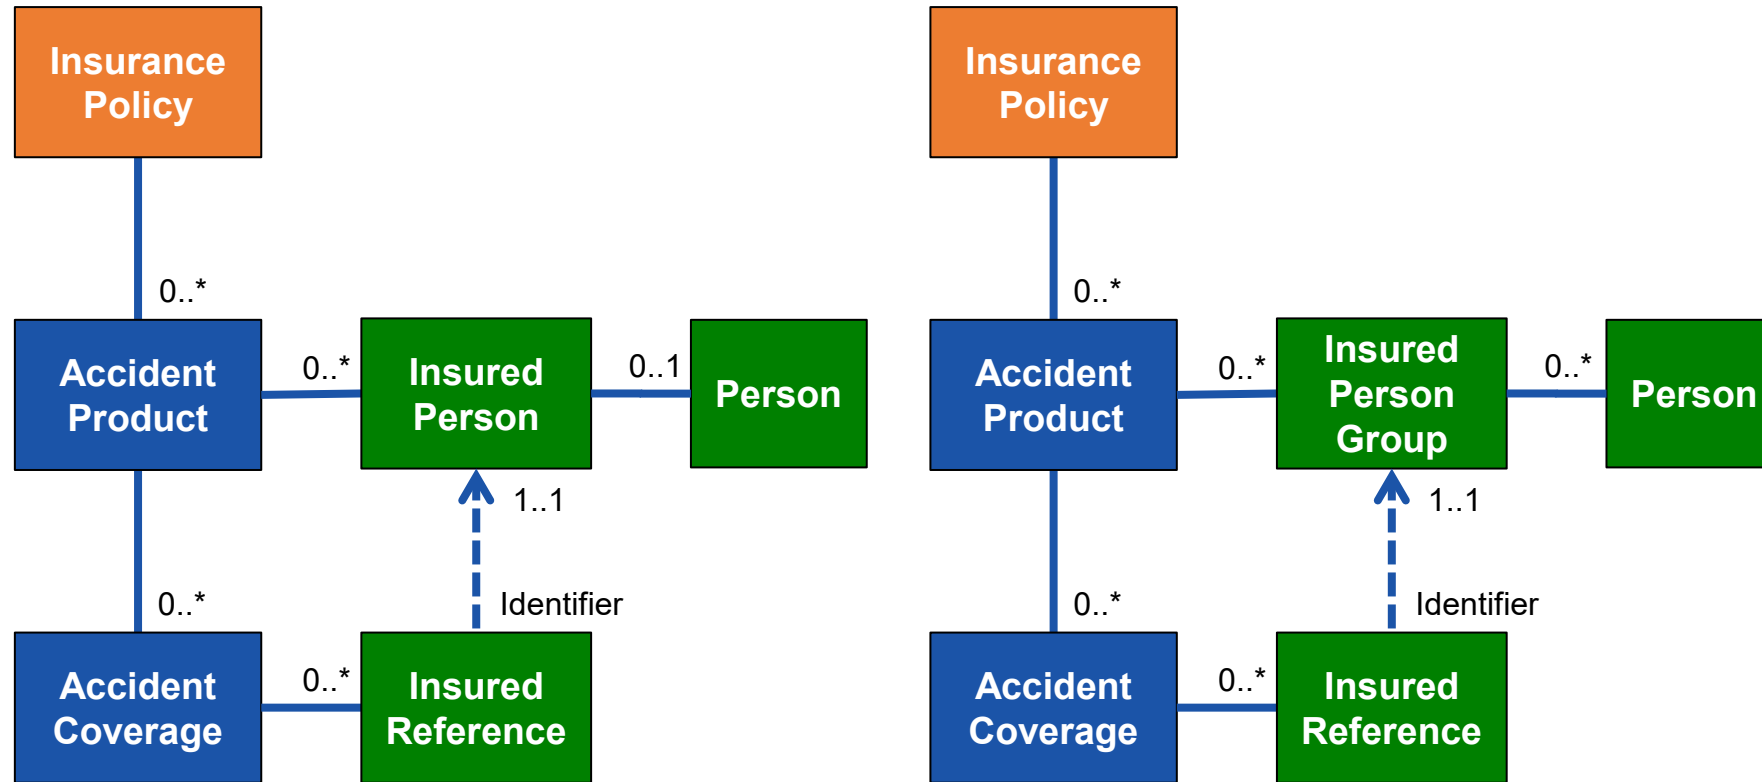 Insurance
Policy
0..*
Accident
Product
0..*
Insured
Person
0..1
Person
1..1
Identifier
0..*
Accident
Coverage
0..*
Insured
Reference
Insurance
Policy
0..*
Accident
Product
0..*
Insured
Person
Group
0..*
Person
1..1
Identifier
0..*
Accident
Coverage
0..*
Insured
Reference